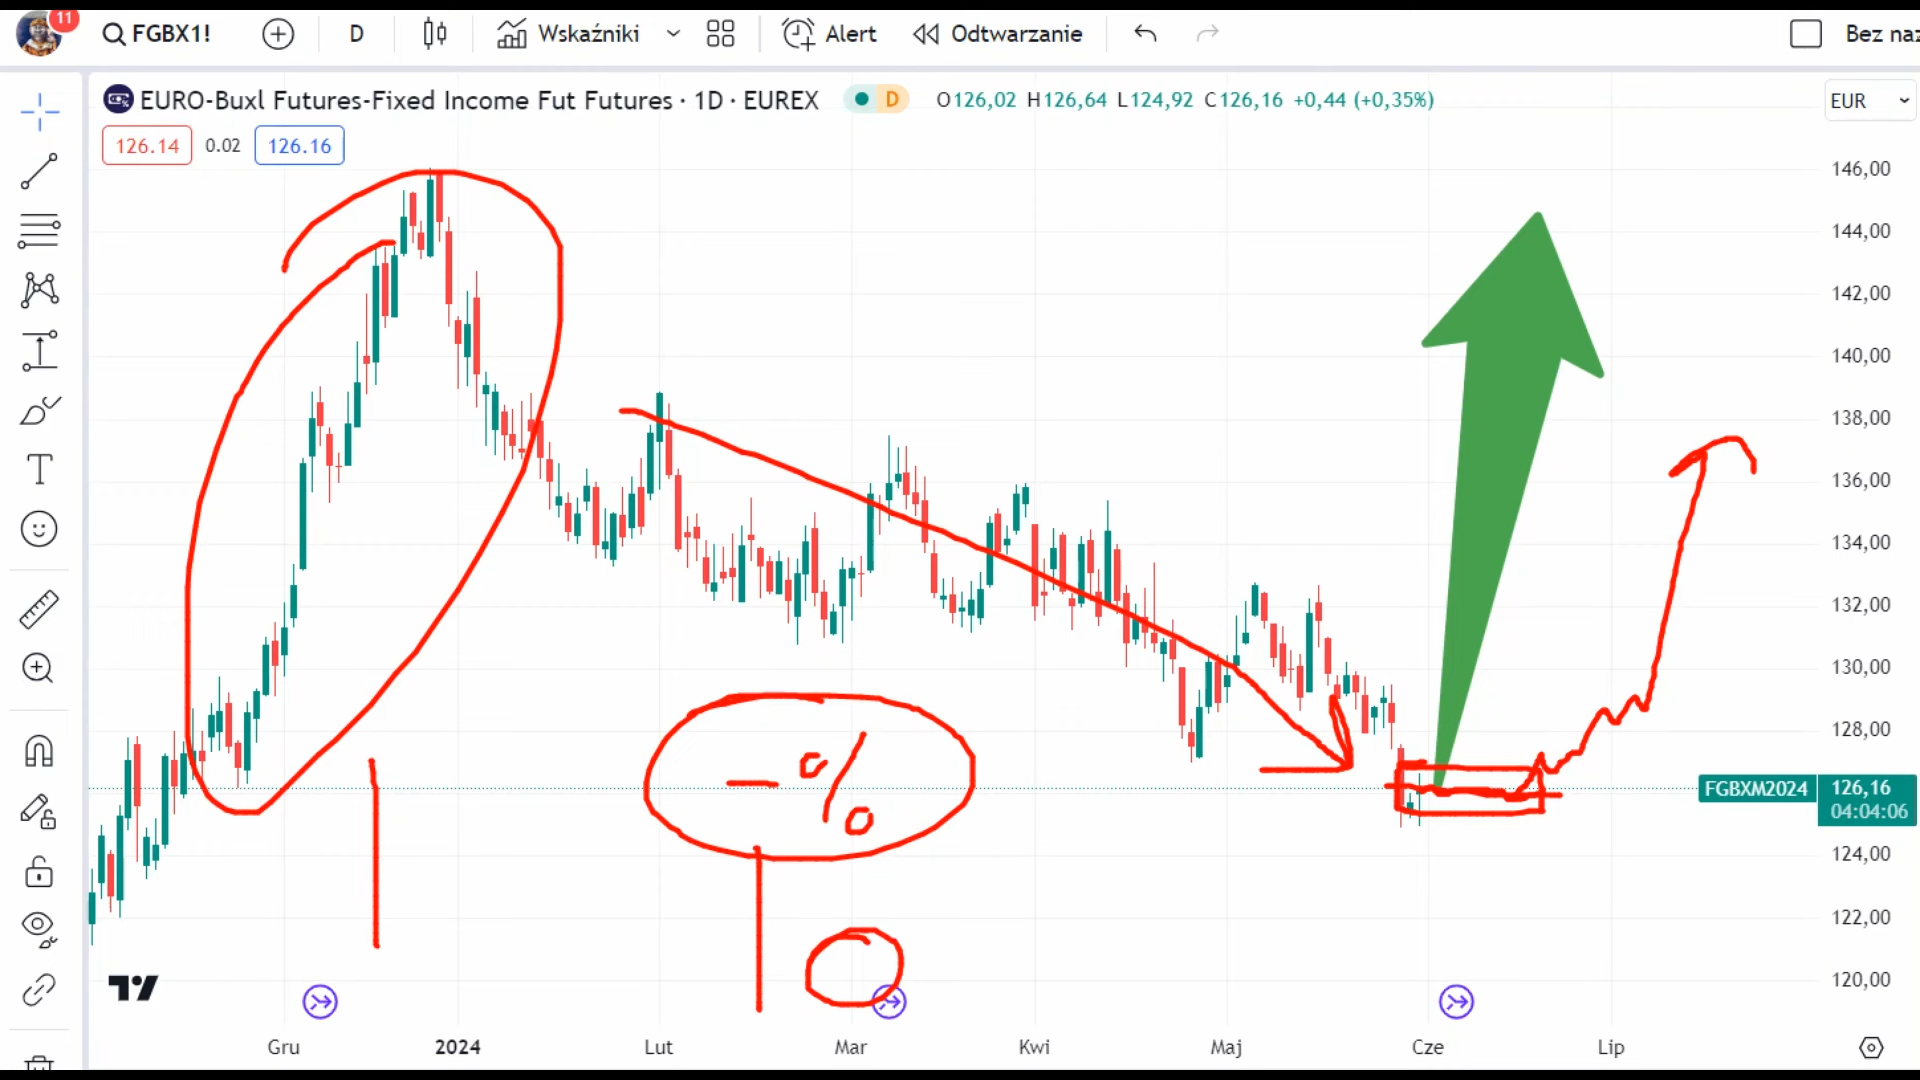 11
FGBX1!
D
Wskaźniki
Alert
Odtwarzanie
Bez naz
EURO-Buxl Futures-Fixed Income Fut Futures · 1D · EUREX
D
O126,02 H126,64 L124,92 C126,16 +0,44 (+0,35%)
EUR
126.14
0.02
126.16
146,00
144,00
142,00
140,00
138,00
136,00
134,00
132,00
130,00
128,00
FGBXM2024
126,16
04:04:06
124,00
122,00
120,00
- %
Gru
2024
Lut
Mar
Kwi
Maj
Cze
Lip